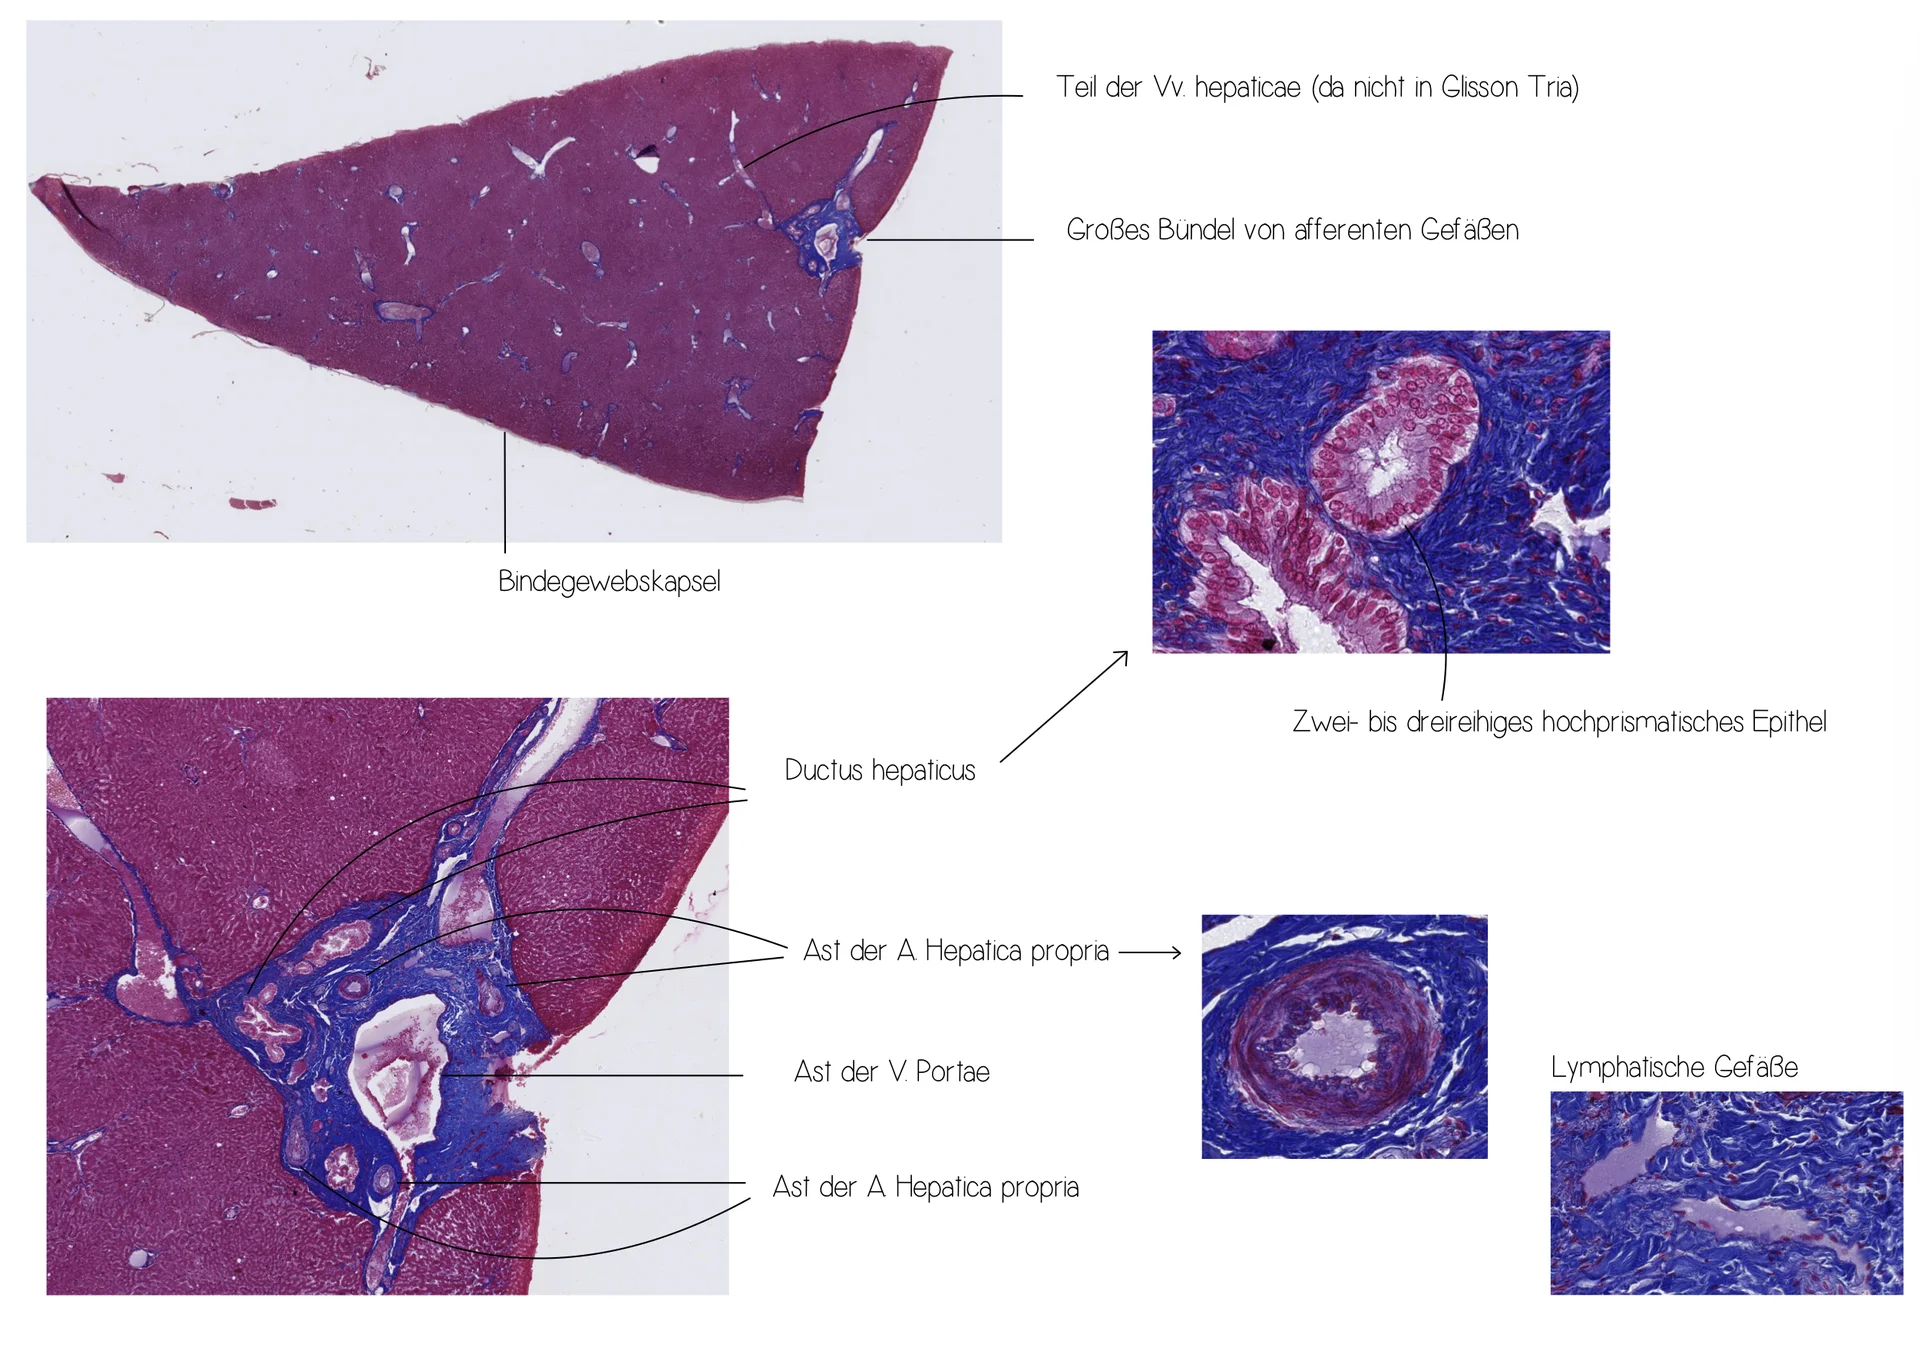 Teil der Vv. hepaticae (da nicht in Glisson Tria)
Großes Bündel von afferenten Gefäßen
Bindegewebskapsel
Zwei- bis dreireihiges hochprismatisches Epithel
Ductus hepaticus
Ast der A. Hepatica propria
Ast der V. Portae
Lymphatische Gefäße
Ast der A. Hepatica propria